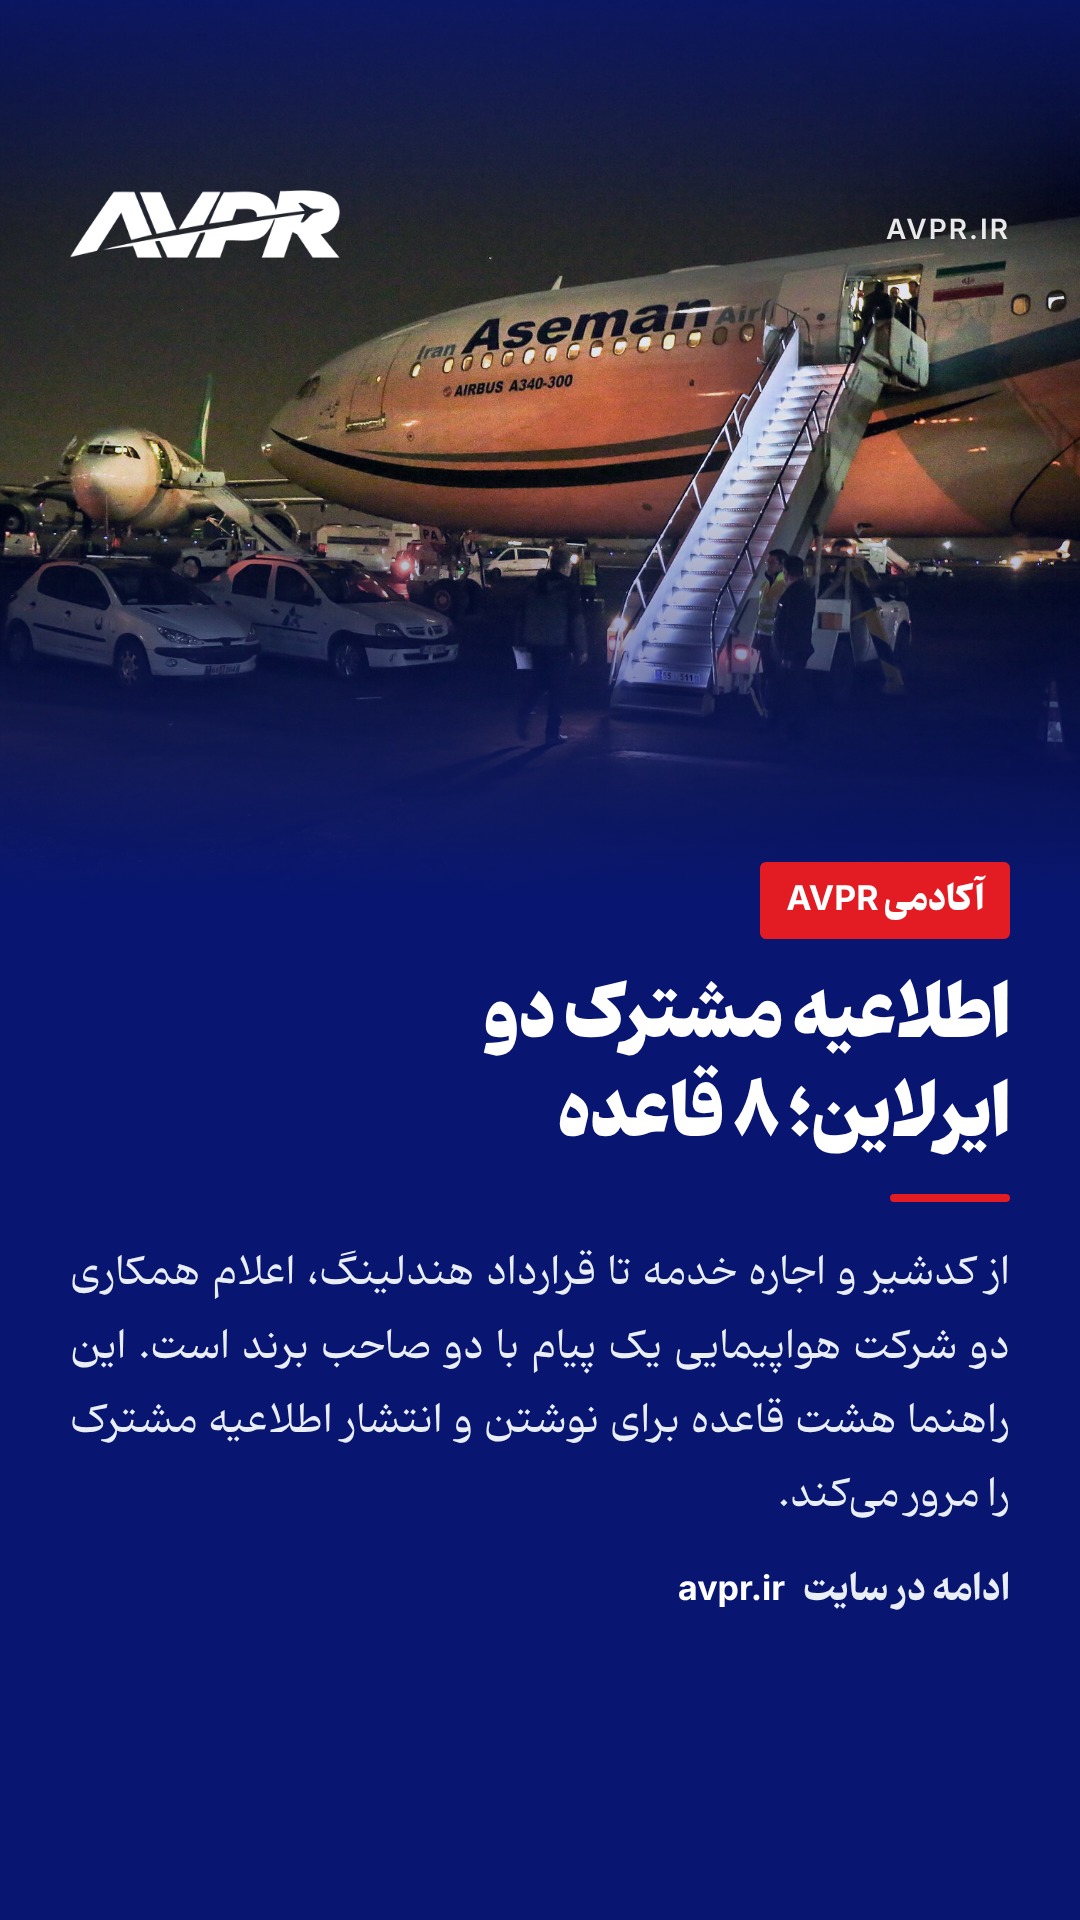 AVPR
AVPR.IR
Iran Aseman Airl
AIRBUS A340-300
آکادمی AVPR
اطلاعیه مشترک دو
ایرلاین؛ ۸ قاعده
از کدشیر و اجاره خدمه تا قرارداد هندلینگ، اعلام همکاری
دو شرکت هواپیمایی یک پیام با دو صاحب برند است. این
راهنما هشت قاعده برای نوشتن و انتشار اطلاعیه مشترک
را مرور می‌کند.
ادامه در سایت avpr.ir